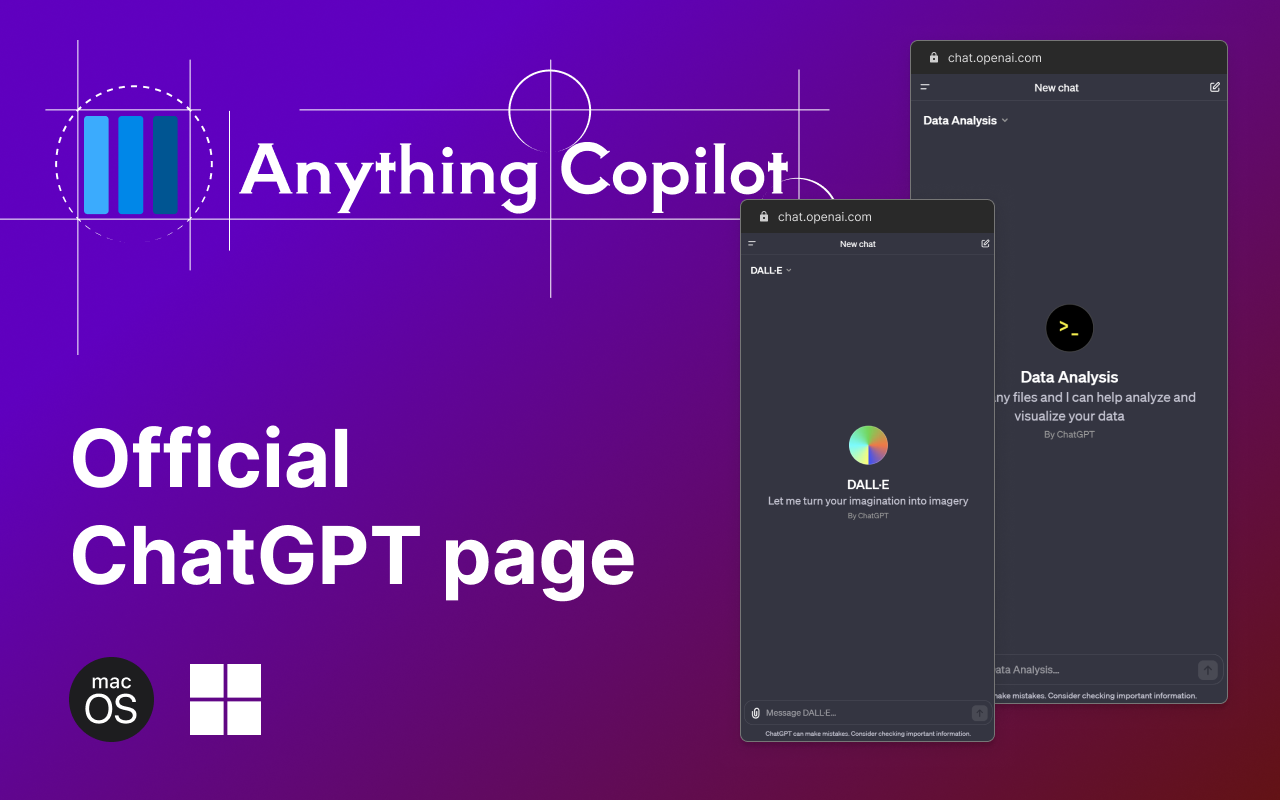 Anything Copilot
Official
ChatGPT page
mac
OS
chat.openai.com
New chat
Data Analysis
>_
Data Analysis
any files and I can help analyze and
visualize your data
By ChatGPT
Data Analysis...
make mistakes. Consider checking important information.
chat.openai.com
New chat
DALL·E
DALL·E
Let me turn your imagination into imagery
By ChatGPT
Message DALL·E...
ChatGPT can make mistakes. Consider checking important information.